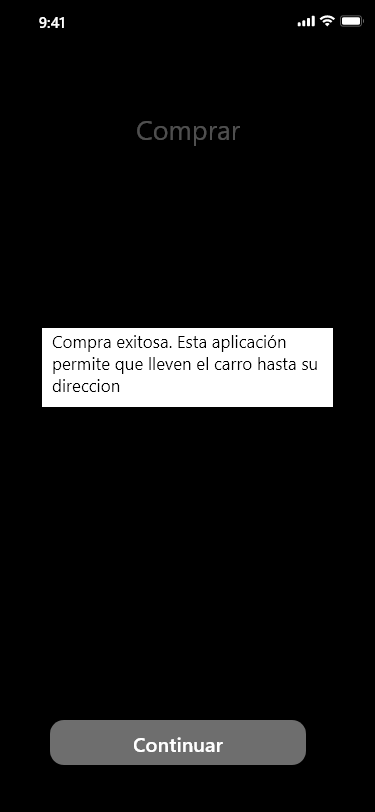 9:41
Comprar
Compra exitosa. Esta aplicación
permite que lleven el carro hasta su
direccion
Continuar